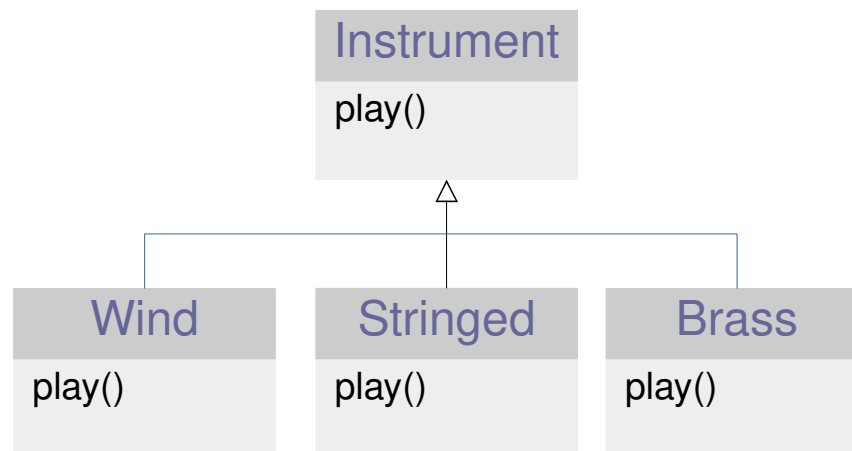 Instrument
play()
Wind
play()
Stringed
play()
Brass
play()